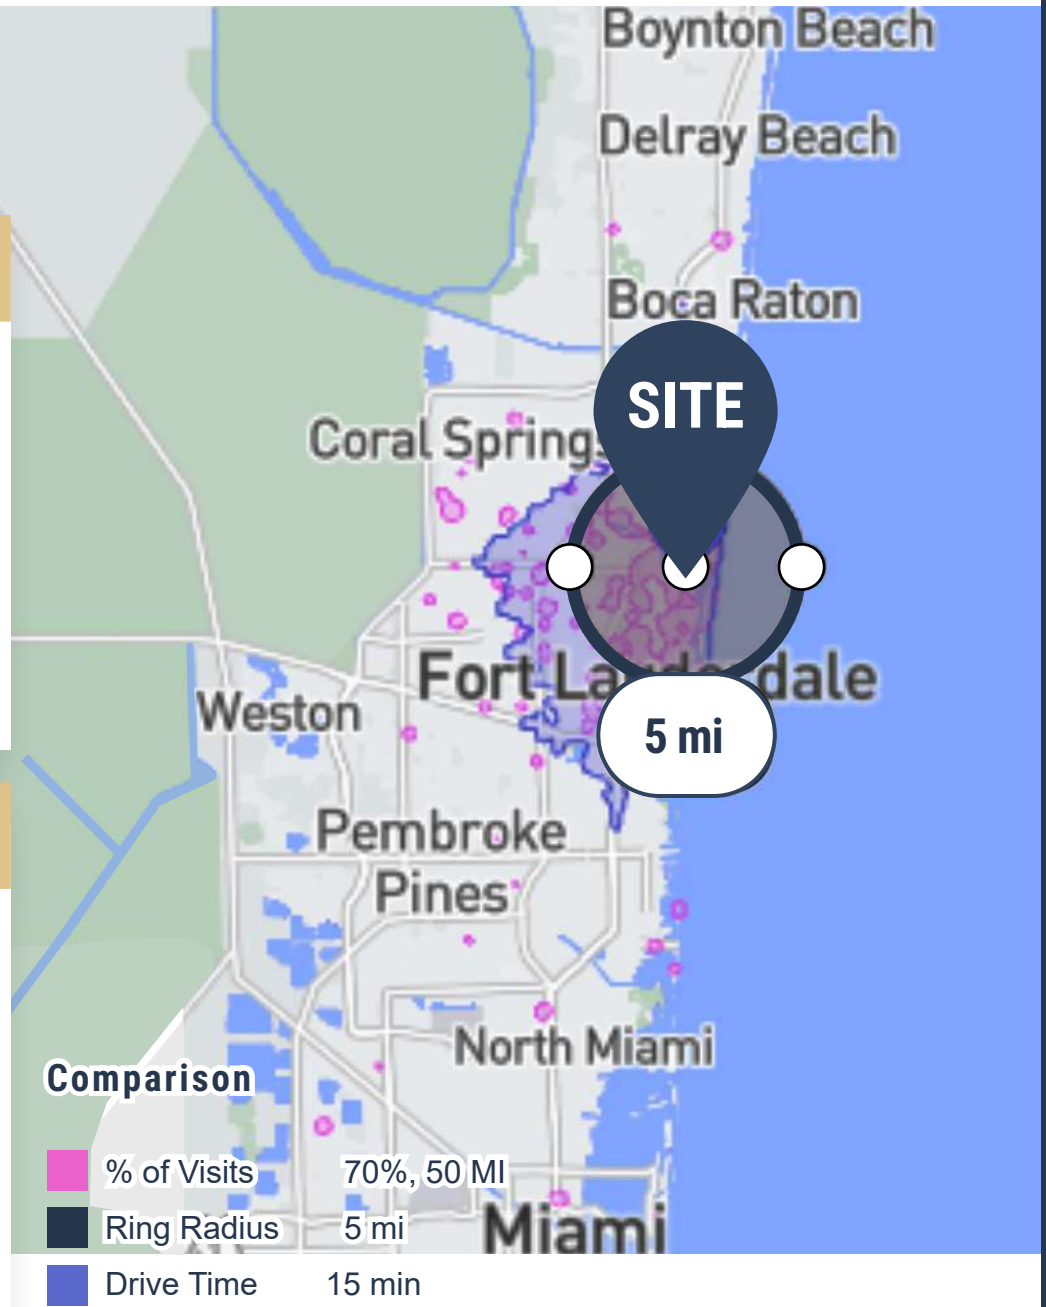 Boynton Beach
Delray Beach
Boca Raton
SITE
Coral Springs
Fort Lauderdale
5 mi
Weston
Pembroke
Pines
North Miami
Comparison
% of Visits 70%, 50 MI
Miami
Ring Radius 5 mi
Drive Time 15 min